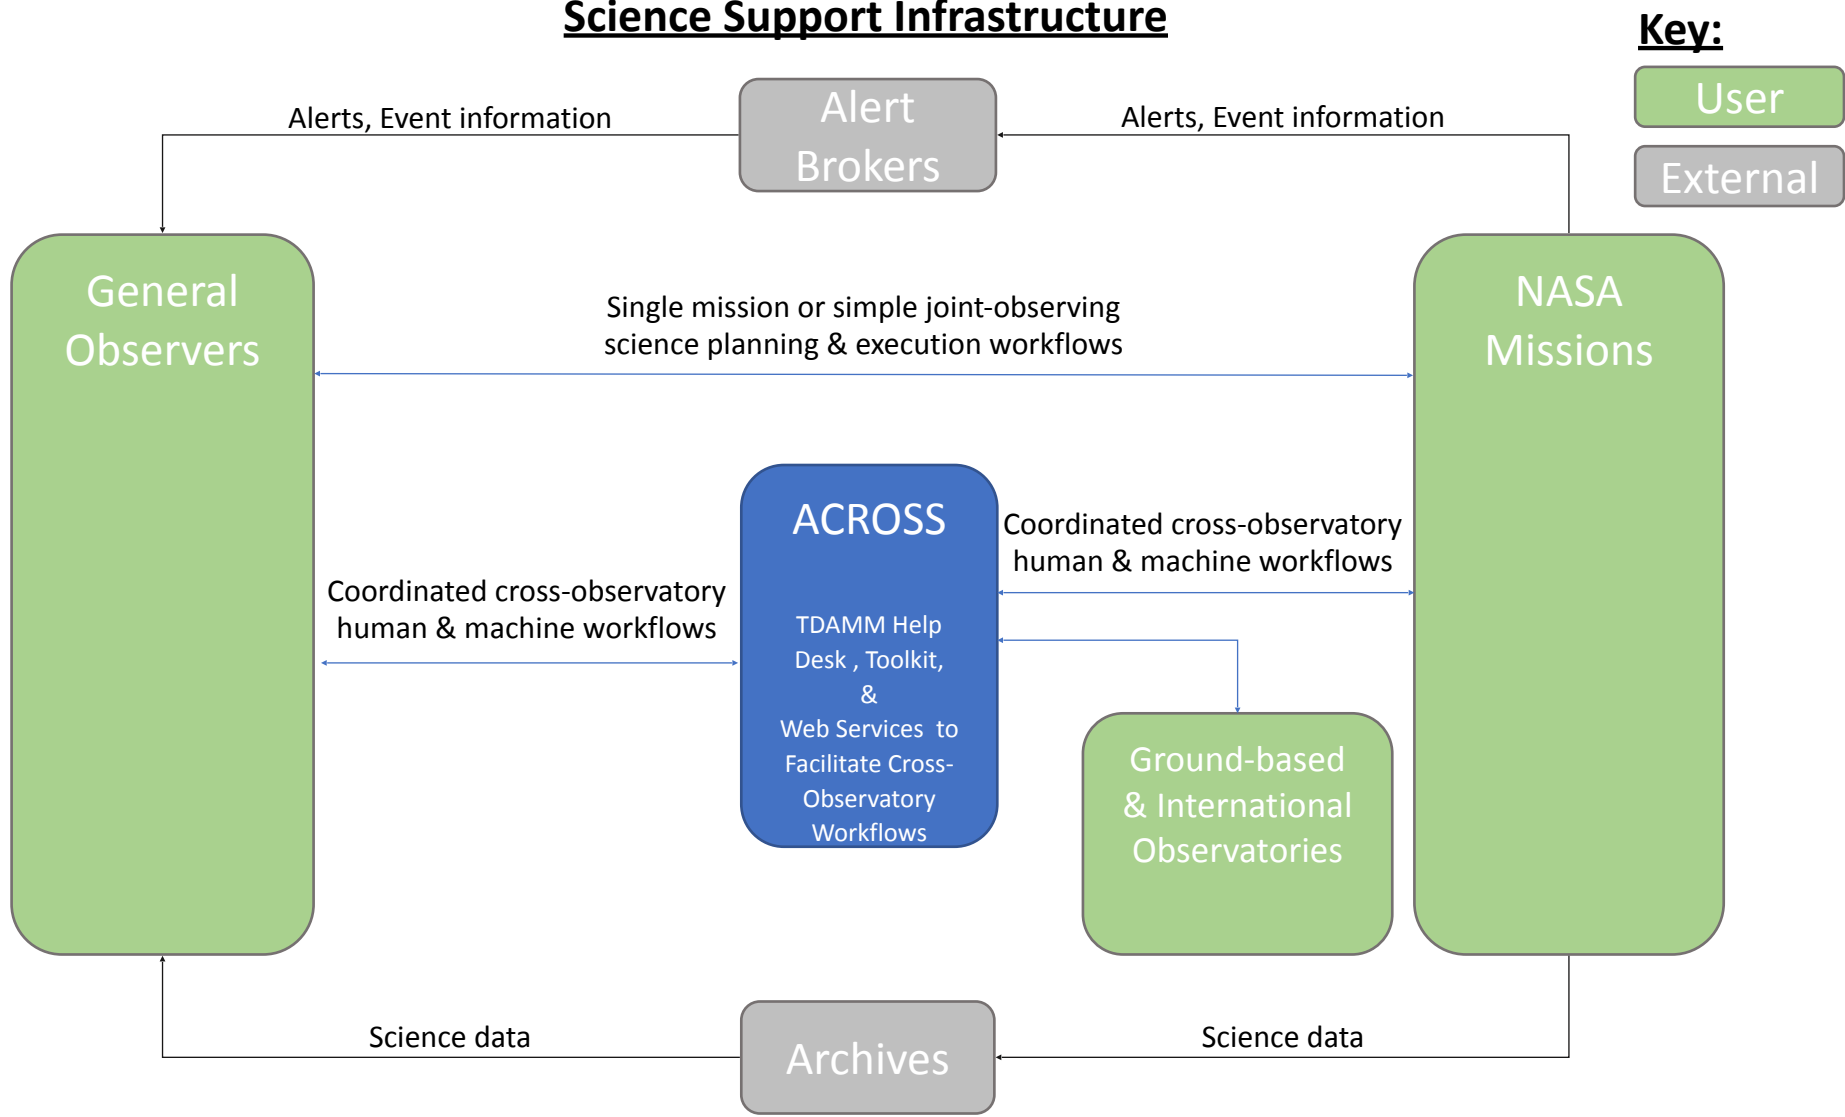 Science Support Infrastructure
Key:
User
External
Alerts, Event information
Alert
Brokers
Alerts, Event information
General
Observers
Single mission or simple joint-observing
science planning & execution workflows
NASA
Missions
ACROSS
TDAMM Help
Desk , Toolkit,
&
Web Services  to
Facilitate Cross-
Observatory
Workflows
Coordinated cross-observatory
human & machine workflows
Coordinated cross-observatory
human & machine workflows
Ground-based
& International
Observatories
Science data
Archives
Science data